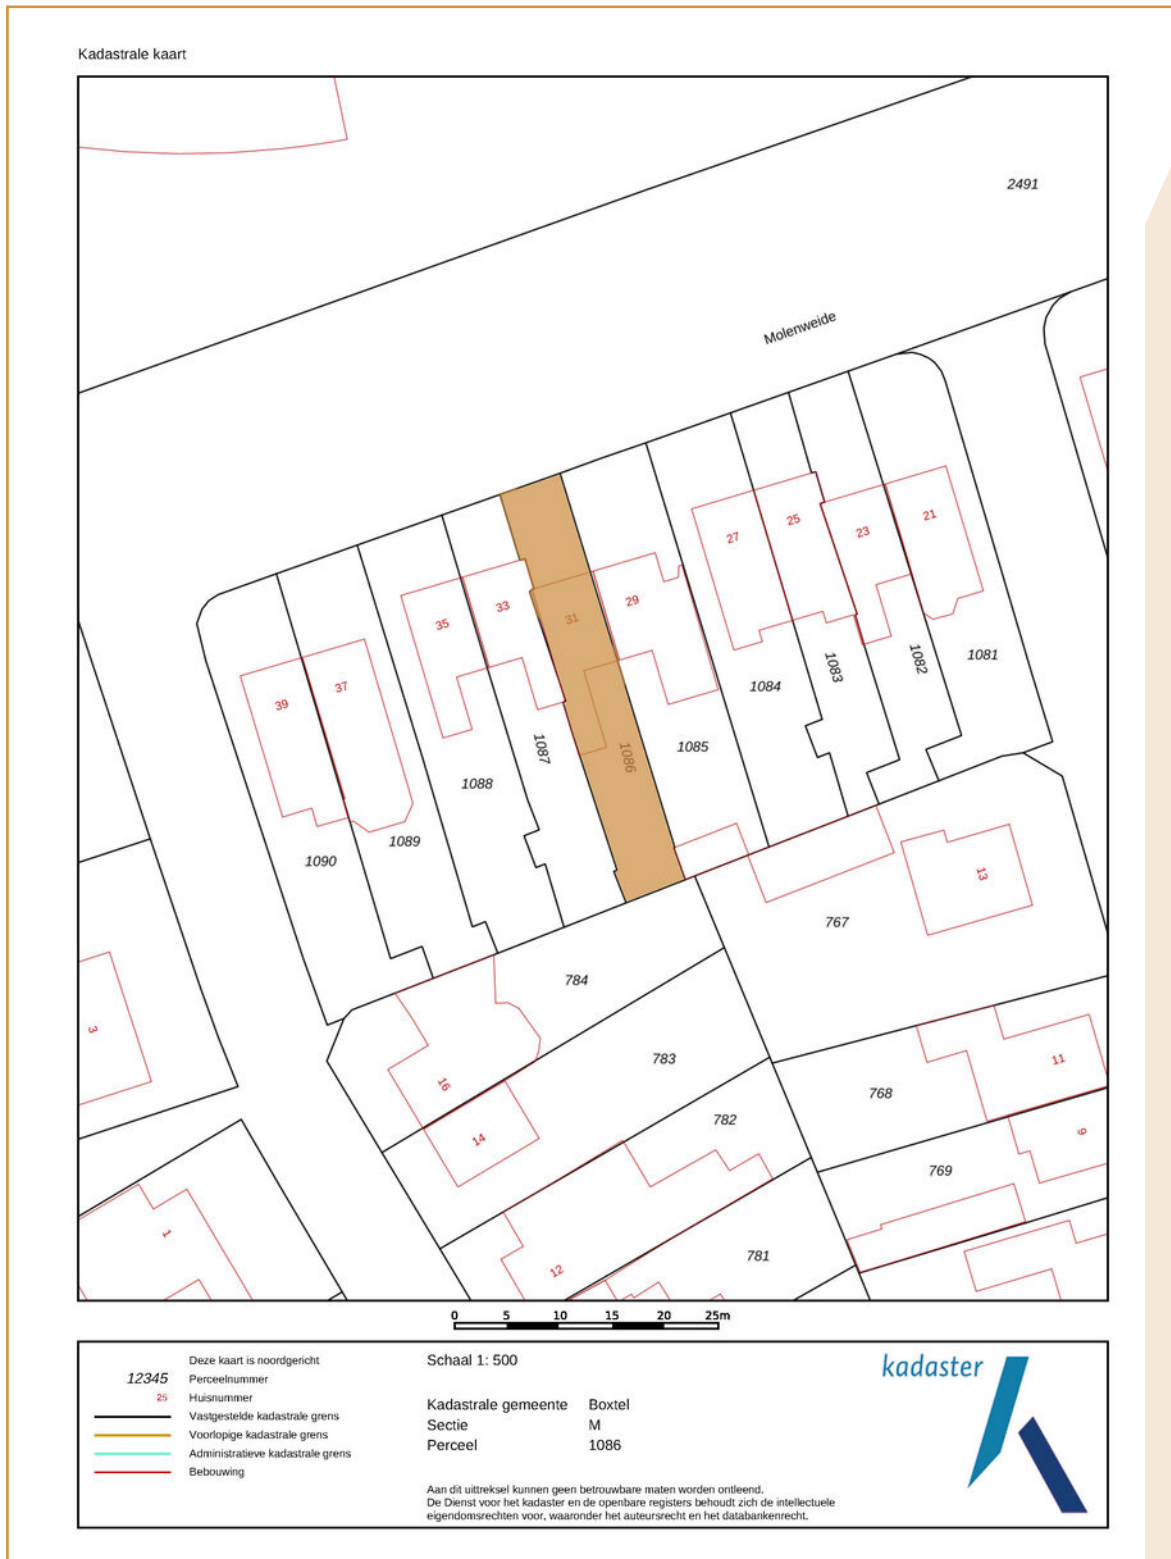 Kadastrale kaart
2491
Molenweide
21
25
23
27
29
31
33
35
37
39
1081
1082
1083
1084
1085
1086
1087
1088
1089
1090
13
767
784
783
782
781
768
769
11
9
3
16
14
12
1
0 5 10 15 20 25m
Deze kaart is noordgericht
12345 Perceelnummer
25 Huisnummer
Vastgestelde kadastrale grens
Voorlopige kadastrale grens
Administratieve kadastrale grens
Bebouwing
Schaal 1: 500
Kadastrale gemeente Boxtel
Sectie M
Perceel 1086
Aan dit uittreksel kunnen geen betrouwbare maten worden ontleend.
De Dienst voor het kadaster en de openbare registers behoudt zich de intellectuele
eigendomsrechten voor, waaronder het auteursrecht en het databankenrecht.
kadaster